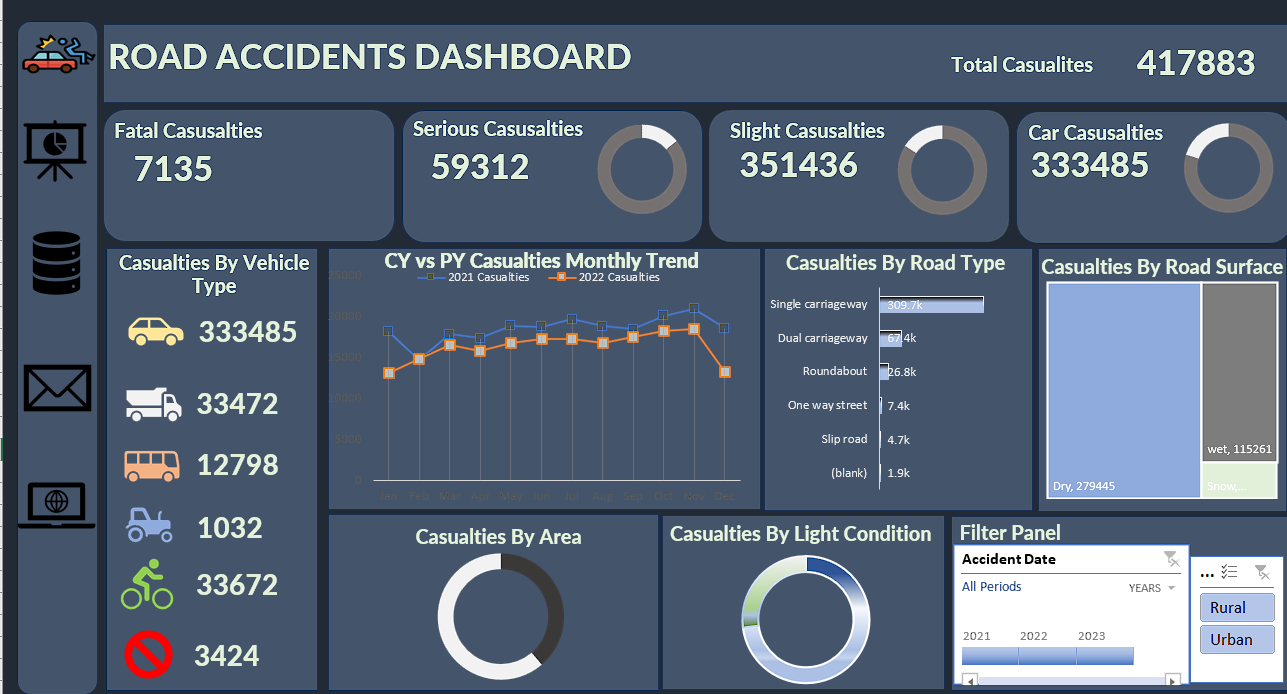 ROAD ACCIDENTS DASHBOARD
Total Casualites 417883
Fatal Casusalties
7135
Serious Casusalties
59312
Slight Casusalties
351436
Car Casusalties
333485
Casualties By Vehicle
Type
333485
33472
12798
1032
33672
3424
CY vs PY Casualties Monthly Trend
2021 Casualties 2022 Casualties
25000
20000
15000
10000
5000
0
Jan Feb Mar Apr May Jun Jul Aug Sep Oct Nov Dec
Casualties By Road Type
Single carriageway 309.7k
Dual carriageway 67.4k
Roundabout 26.8k
One way street 7.4k
Slip road 4.7k
(blank) 1.9k
Casualties By Road Surface
wet, 115261
Dry, 279445
Snow,...
Casualties By Area
Casualties By Light Condition
Filter Panel
Accident Date
All Periods
YEARS
2021 2022 2023
...
Rural
Urban